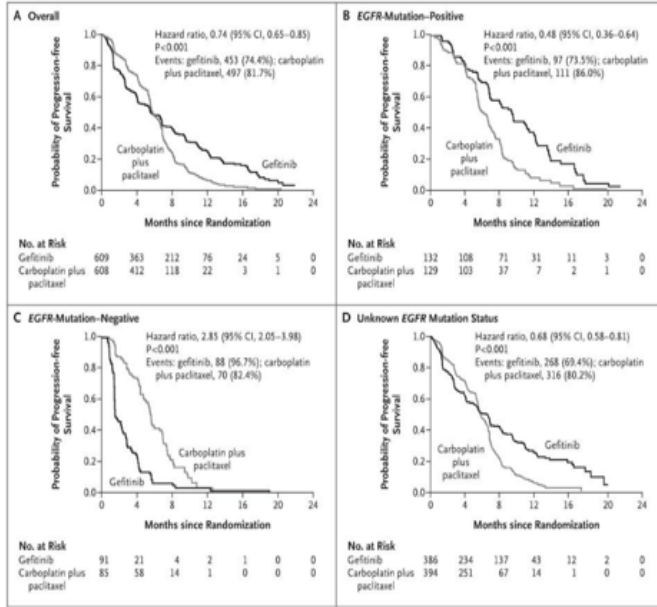 A Overall
Hazard ratio, 0.74 (95% CI, 0.65–0.85)
P<0.001
Events: gefitinib, 453 (74.4%); carboplatin
plus paclitaxel, 497 (81.7%)
Probability of Progression-free
Survival
1.0
0.8
0.6
0.4
0.2
0.0
Carboplatin
plus
paclitaxel
Gefitinib
0 4 8 12 16 20 24
Months since Randomization
No. at Risk
Gefitinib 609 363 212 76 24 5 0
Carboplatin plus 608 412 118 22 3 1 0
paclitaxel
B EGFR-Mutation–Positive
Hazard ratio, 0.48 (95% CI, 0.36–0.64)
P<0.001
Events: gefitinib, 97 (73.5%); carboplatin
plus paclitaxel, 111 (86.0%)
Probability of Progression-free
Survival
1.0
0.8
0.6
0.4
0.2
0.0
Carboplatin
plus
paclitaxel
Gefitinib
0 4 8 12 16 20 24
Months since Randomization
No. at Risk
Gefitinib 132 108 71 31 11 3 0
Carboplatin plus 129 103 37 7 2 1 0
paclitaxel
C EGFR-Mutation–Negative
Hazard ratio, 2.85 (95% CI, 2.05–3.98)
P<0.001
Events: gefitinib, 88 (96.7%); carboplatin
plus paclitaxel, 70 (82.4%)
Probability of Progression-free
Survival
1.0
0.8
0.6
0.4
0.2
0.0
Carboplatin plus
paclitaxel
Gefitinib
0 4 8 12 16 20 24
Months since Randomization
No. at Risk
Gefitinib 91 21 4 2 1 0 0
Carboplatin plus 85 58 14 1 0 0 0
paclitaxel
D Unknown EGFR Mutation Status
Hazard ratio, 0.68 (95% CI, 0.58–0.81)
P<0.001
Events: gefitinib, 268 (69.4%); carboplatin
plus paclitaxel, 316 (80.2%)
Probability of Progression-free
Survival
1.0
0.8
0.6
0.4
0.2
0.0
Gefitinib
Carboplatin
plus
paclitaxel
0 4 8 12 16 20 24
Months since Randomization
No. at Risk
Gefitinib 386 234 137 43 12 2 0
Carboplatin plus 394 251 67 14 1 0 0
paclitaxel